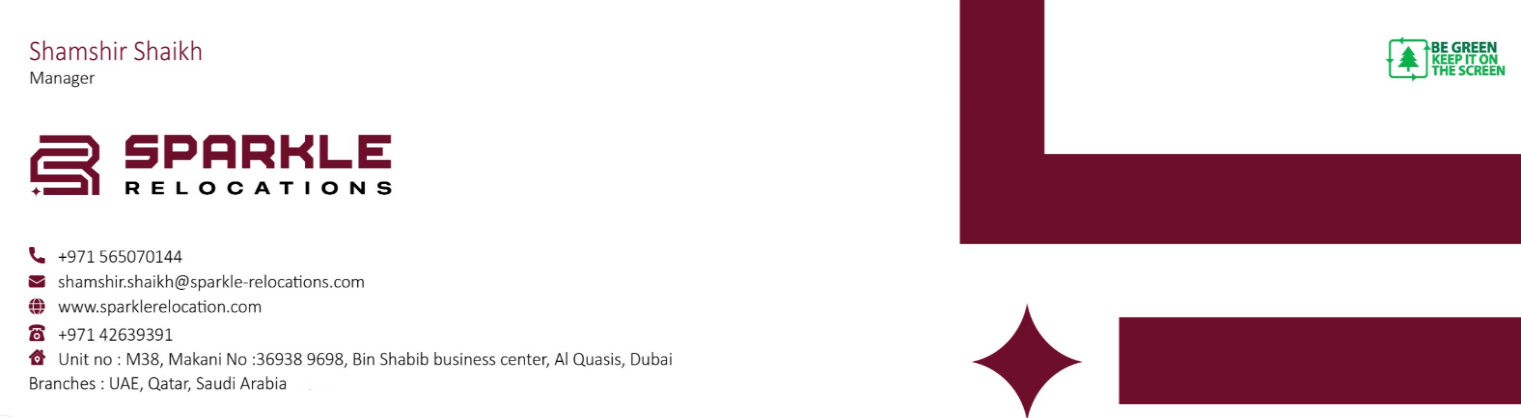 Shamshir Shaikh
Manager
BE GREEN
KEEP IT ON
THE SCREEN
SPARKLE
RELOCATIONS
+971 565070144
shamshir.shaikh@sparkle-relocations.com
www.sparklerelocation.com
+971 42639391
Unit no : M38, Makani No :36938 9698, Bin Shabib business center, Al Quasis, Dubai
Branches : UAE, Qatar, Saudi Arabia